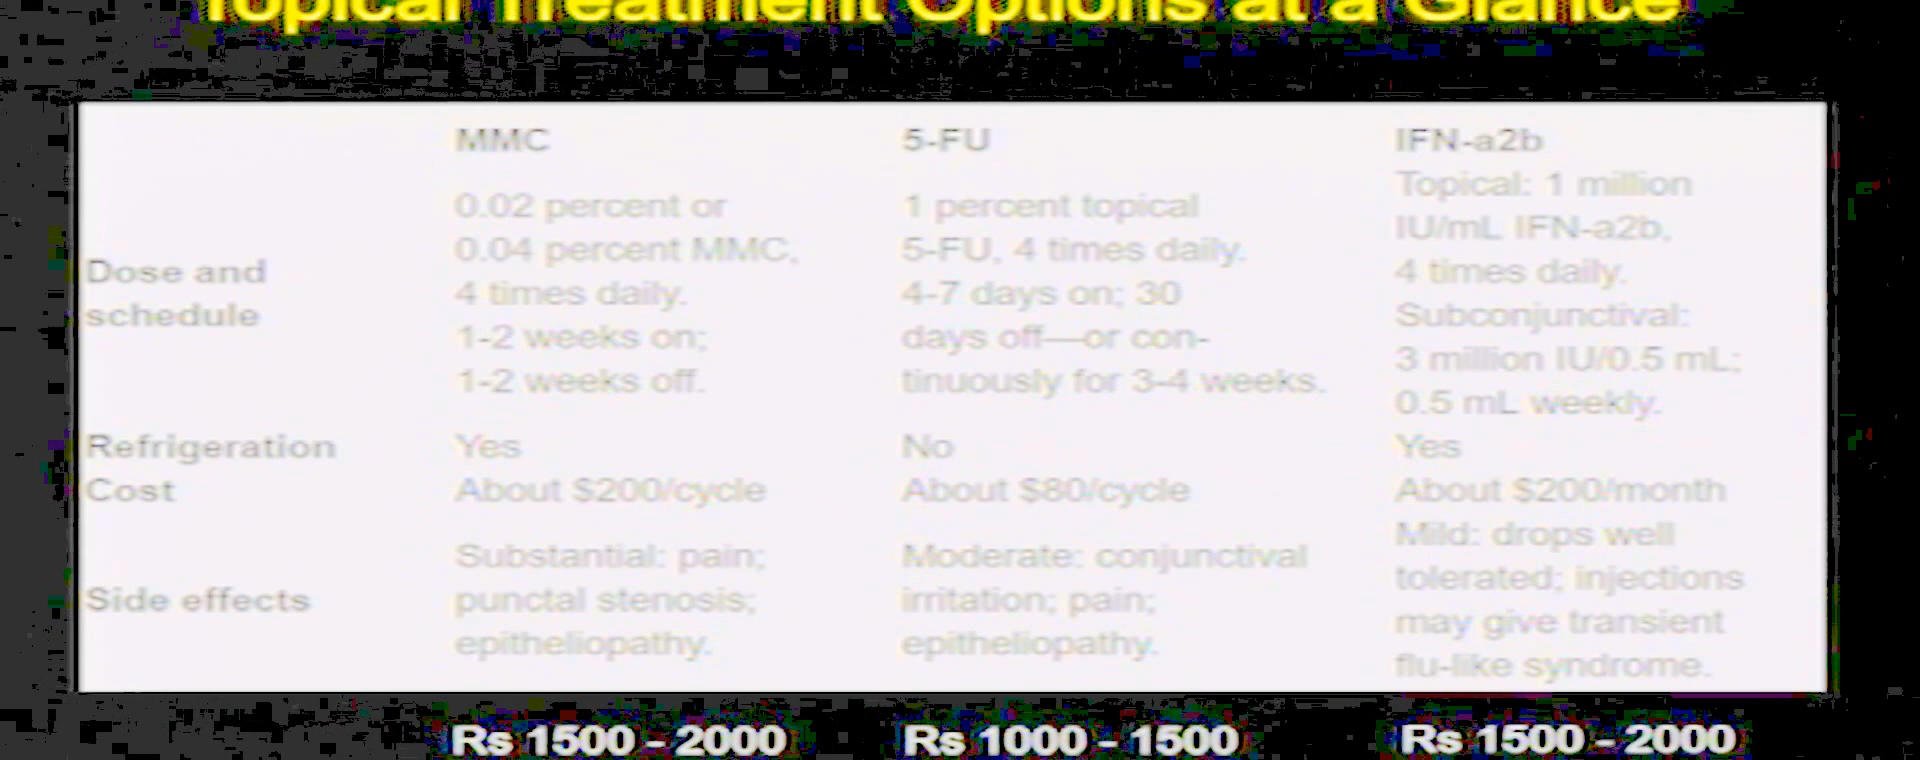 Topical Treatment Options at a Glance
MMC
5-FU
IFN-a2b
Dose and
schedule
0.02 percent or
0.04 percent MMC,
4 times daily.
1-2 weeks on;
1-2 weeks off.
1 percent topical
5-FU, 4 times daily.
4-7 days on; 30
days off—or con-
tinuously for 3-4 weeks.
Topical: 1 million
IU/mL IFN-a2b,
4 times daily.
Subconjunctival:
3 million IU/0.5 mL;
0.5 mL weekly.
Refrigeration
Yes
No
Yes
Cost
About $200/cycle
About $80/cycle
About $200/month
Side effects
Substantial: pain;
punctal stenosis;
epitheliopathy.
Moderate: conjunctival
irritation; pain;
epitheliopathy.
Mild: drops well
tolerated; injections
may give transient
flu-like syndrome.
Rs 1500 - 2000
Rs 1000 - 1500
Rs 1500 - 2000